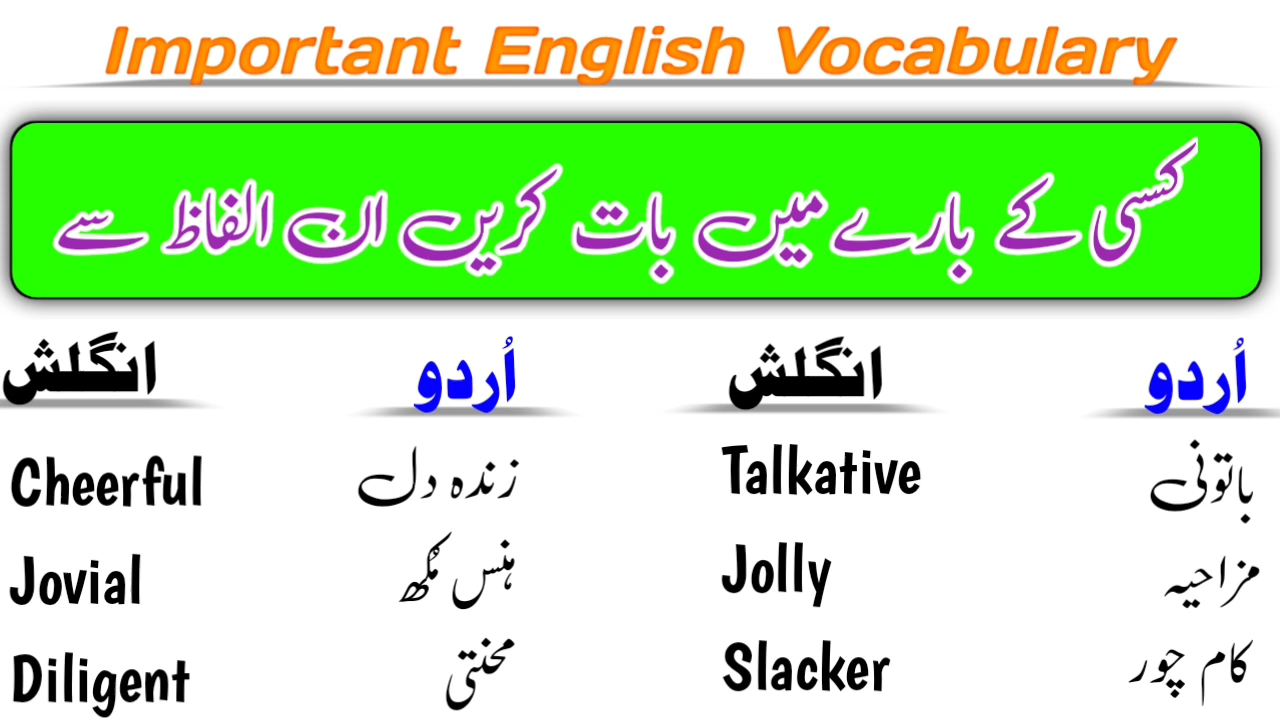 Important English Vocabulary
کسی کے بارے میں بات کریں ان الفاظ سے
انگلش اُردو انگلش اُردو
Cheerful زندہ دل Talkative باتونی
Jovial ہنس مُکھ Jolly مزاحیہ
Diligent محنتی Slacker کام چور